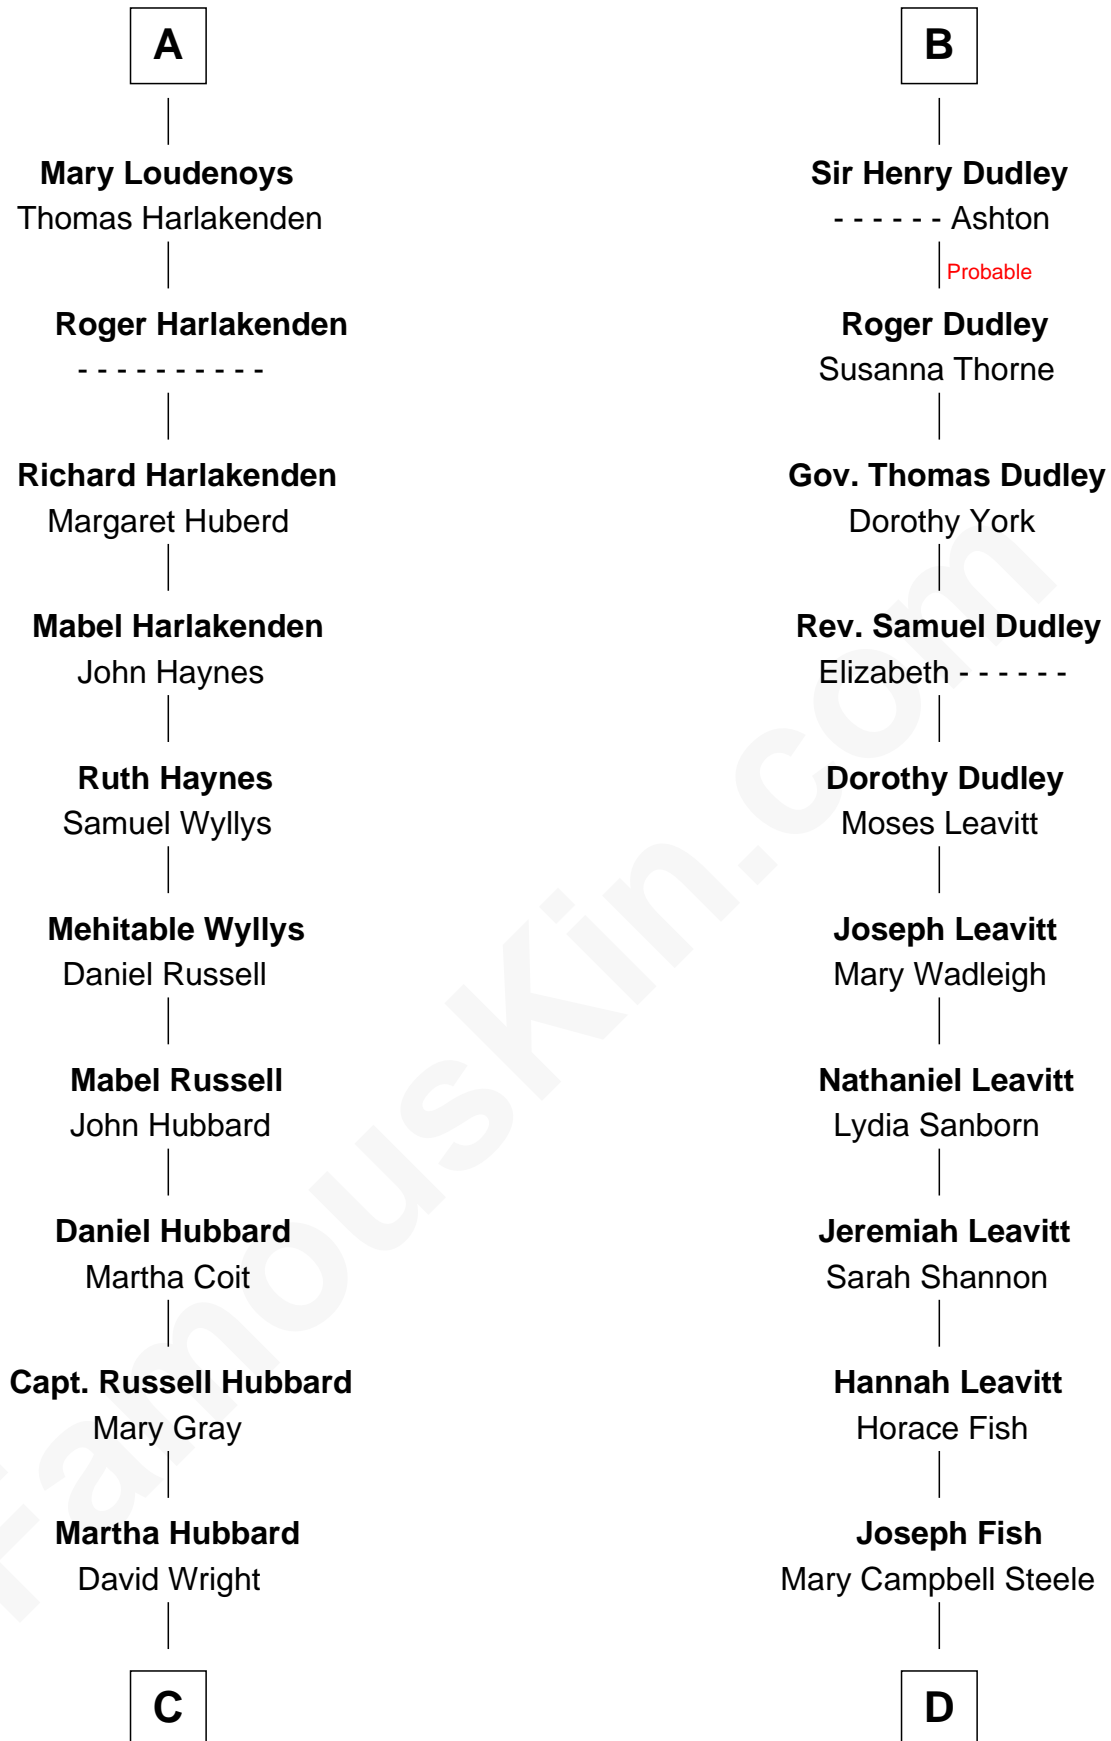 A
Mary Loudenoys
Thomas Harlakenden
Roger Harlakenden
- - - - - - - - - -
Richard Harlakenden
Margaret Huberd
Mabel Harlakenden
John Haynes
Ruth Haynes
Samuel Wyllys
Mehitable Wyllys
Daniel Russell
Mabel Russell
John Hubbard
Daniel Hubbard
Martha Coit
Capt. Russell Hubbard
Mary Gray
Martha Hubbard
David Wright
C
B
Sir Henry Dudley
- - - - - - Ashton
Probable
Roger Dudley
Susanna Thorne
Gov. Thomas Dudley
Dorothy York
Rev. Samuel Dudley
Elizabeth - - - - - -
Dorothy Dudley
Moses Leavitt
Joseph Leavitt
Mary Wadleigh
Nathaniel Leavitt
Lydia Sanborn
Jeremiah Leavitt
Sarah Shannon
Hannah Leavitt
Horace Fish
Joseph Fish
Mary Campbell Steele
D
FamousKin.com